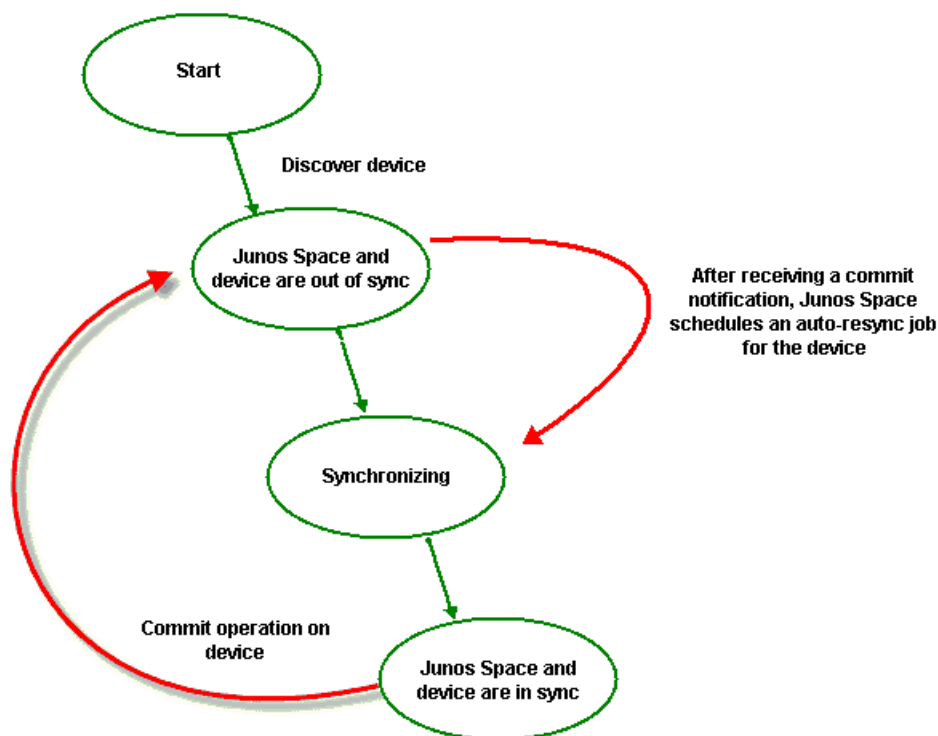 Start
Discover device
Junos Space and
device are out of sync
After receiving a commit
notification, Junos Space
schedules an auto-resync job
for the device
Synchronizing
Commit operation on
device
Junos Space and
device are in sync